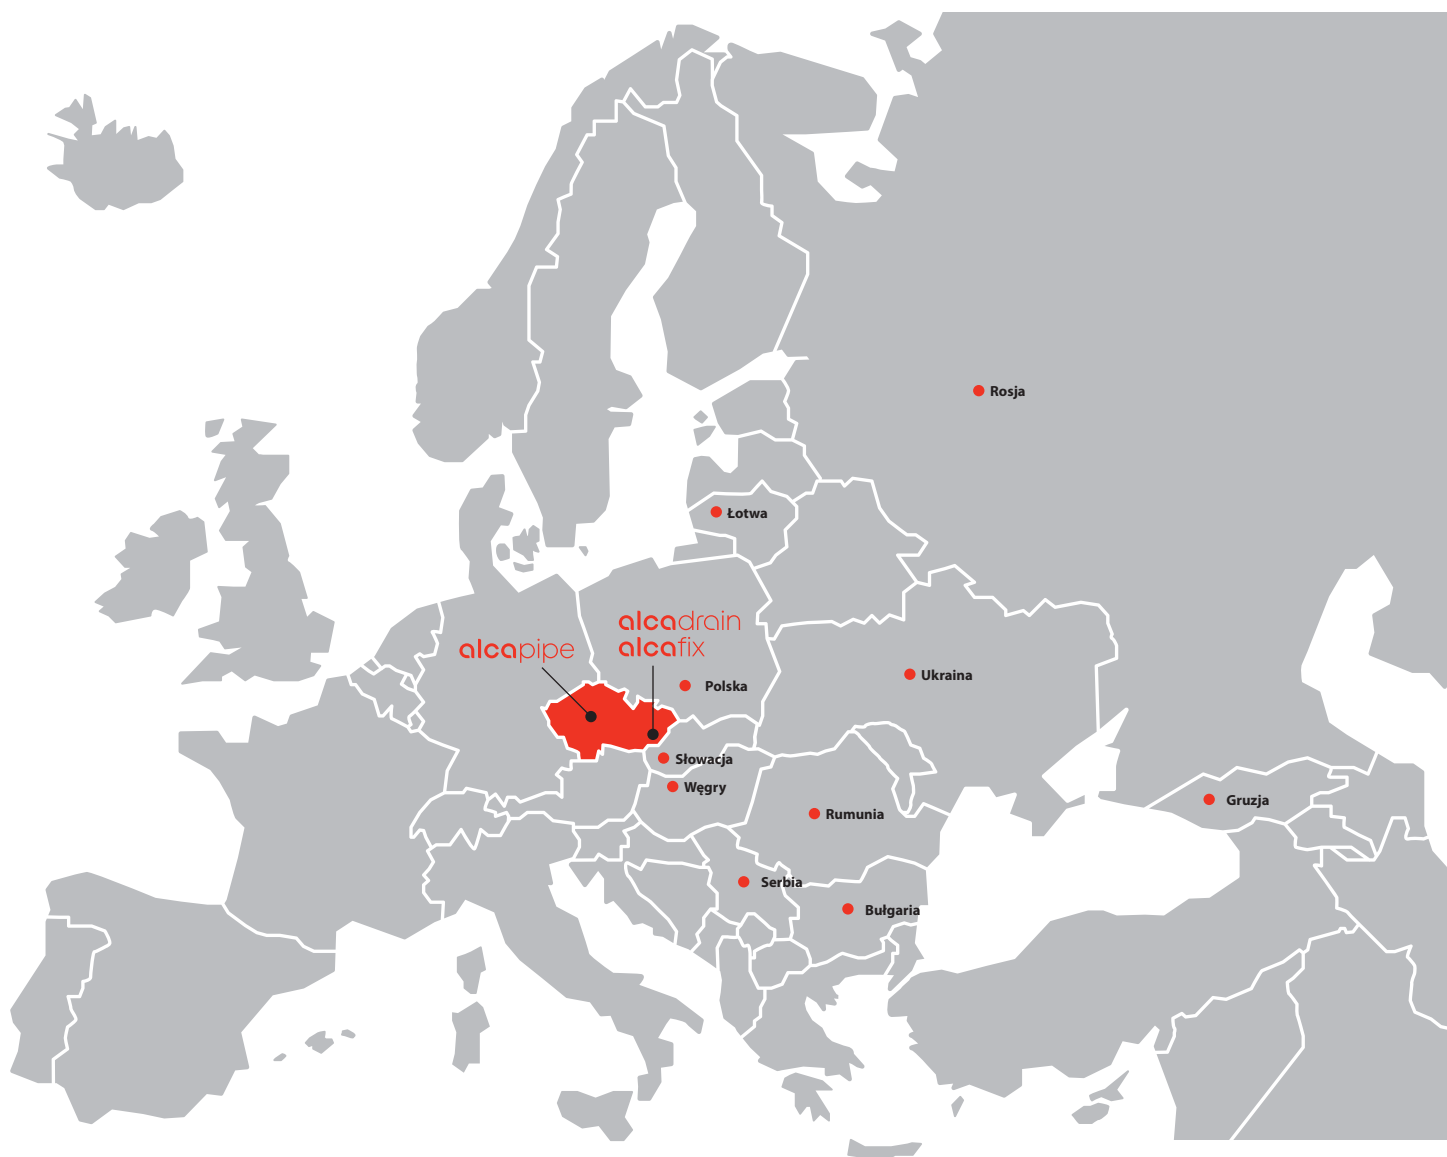 Rosja
Łotwa
alcadrain
alcafix
alcapipe
Ukraina
Polska
Słowacja
Węgry
Gruzja
Rumunia
Serbia
Bułgaria